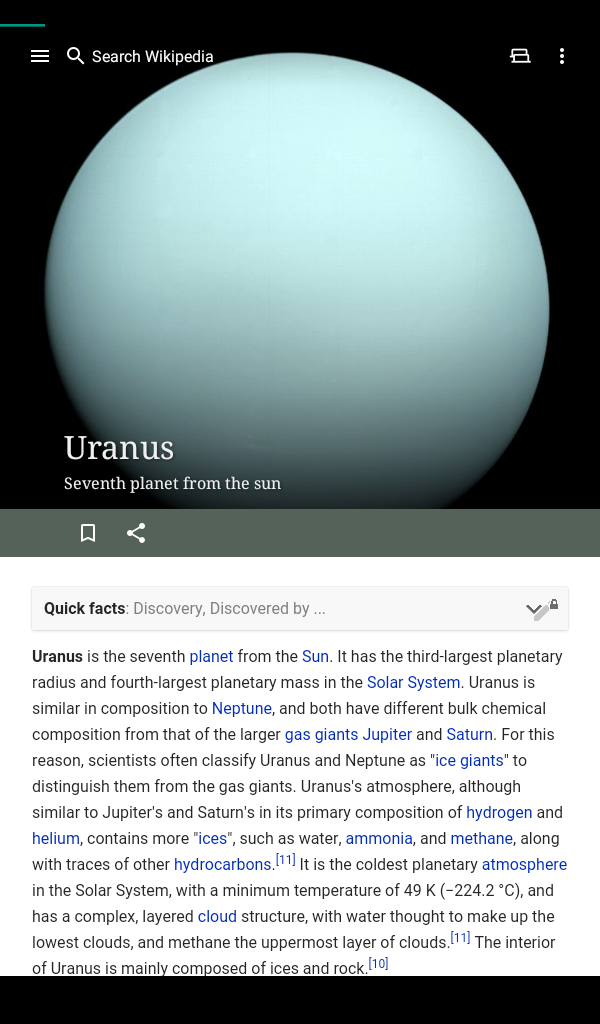 Search Wikipedia
Uranus
Seventh planet from the sun
Quick facts: Discovery, Discovered by ...
Uranus is the seventh planet from the Sun. It has the third-largest planetary
radius and fourth-largest planetary mass in the Solar System. Uranus is
similar in composition to Neptune, and both have different bulk chemical
composition from that of the larger gas giants Jupiter and Saturn. For this
reason, scientists often classify Uranus and Neptune as "ice giants" to
distinguish them from the gas giants. Uranus's atmosphere, although
similar to Jupiter's and Saturn's in its primary composition of hydrogen and
helium, contains more "ices", such as water, ammonia, and methane, along
with traces of other hydrocarbons.[11] It is the coldest planetary atmosphere
in the Solar System, with a minimum temperature of 49 K (−224.2 °C), and
has a complex, layered cloud structure, with water thought to make up the
lowest clouds, and methane the uppermost layer of clouds.[11] The interior
of Uranus is mainly composed of ices and rock.[10]